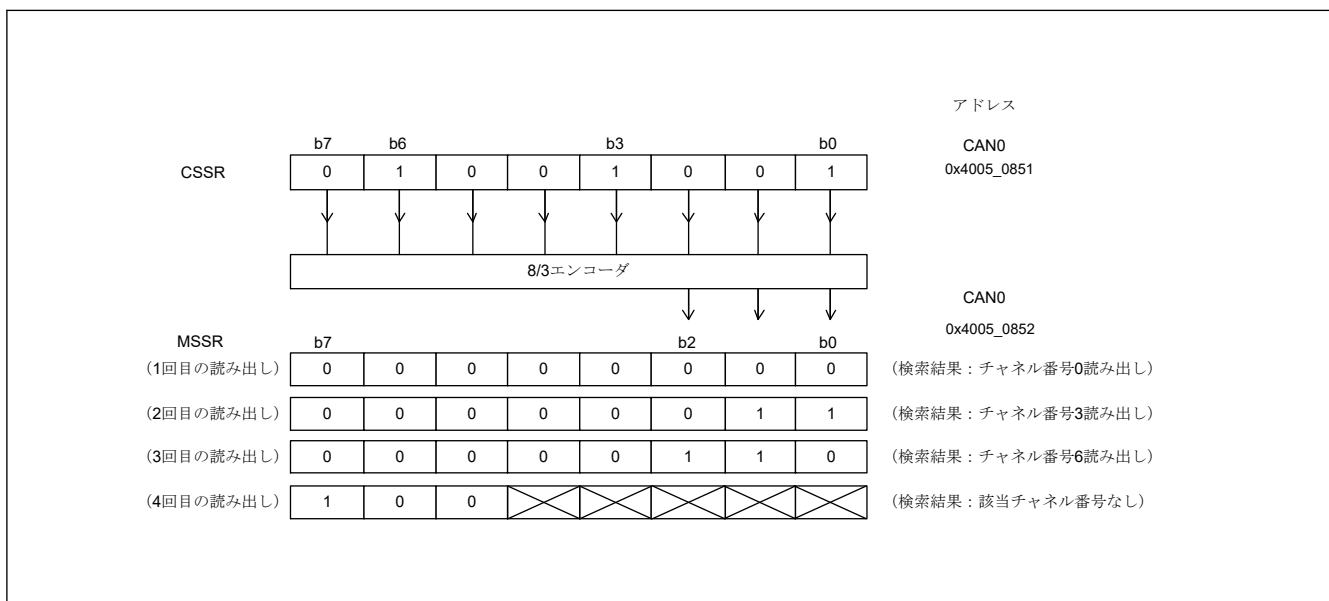 アドレス
b7 b6 b3 b0 CAN0
CSSR 0 1 0 0 1 0 0 1 0x4005_0851
8/3エンコーダ
CAN0
0x4005_0852
MSSR b7 b2 b0
(1回目の読み出し) 0 0 0 0 0 0 0 0 (検索結果:チャネル番号0読み出し)
(2回目の読み出し) 0 0 0 0 0 0 1 1 (検索結果:チャネル番号3読み出し)
(3回目の読み出し) 0 0 0 0 0 1 1 0 (検索結果:チャネル番号6読み出し)
(4回目の読み出し) 1 0 0 (検索結果:該当チャネル番号なし)